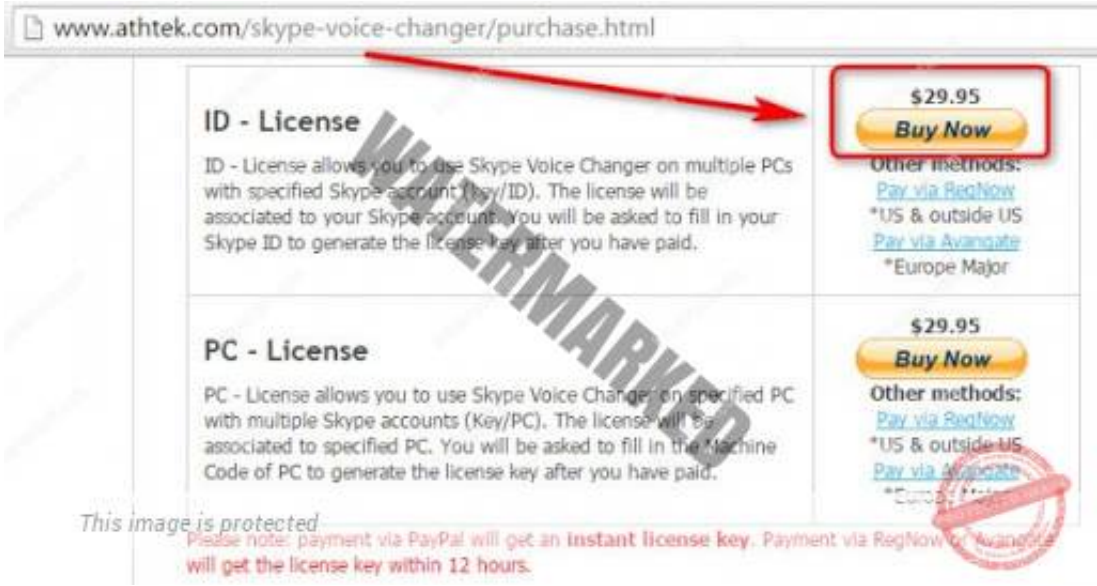 www.athtek.com/skype-voice-changer/purchase.html
ID - License
ID - License allows you to use Skype Voice Changer on multiple PCs
with specified Skype account (key/ID). The license will be
associated to your Skype account. You will be asked to fill in your
Skype ID to generate the license key after you have paid.
$29.95
Buy Now
Other methods:
Pay via RegNow
*US & outside US
Pay via Avangate
*Europe Major
WATERMARKED
PC - License
PC - License allows you to use Skype Voice Changer on specified PC
with multiple Skype accounts (Key/PC). The license will be
associated to specified PC. You will be asked to fill in the Machine
Code of PC to generate the license key after you have paid.
$29.95
Buy Now
Other methods:
Pay via RegNow
*US & outside US
Pay via Avangate
*Europe Major
This image is protected
Please note: payment via PayPal will get an instant license key. Payment via RegNow or Avangate
will get the license key within 12 hours.